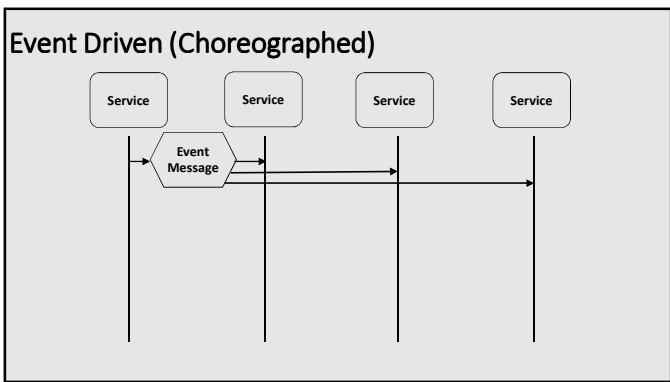 Event Driven (Choreographed)
Service
Service
Service
Service
Event
Message